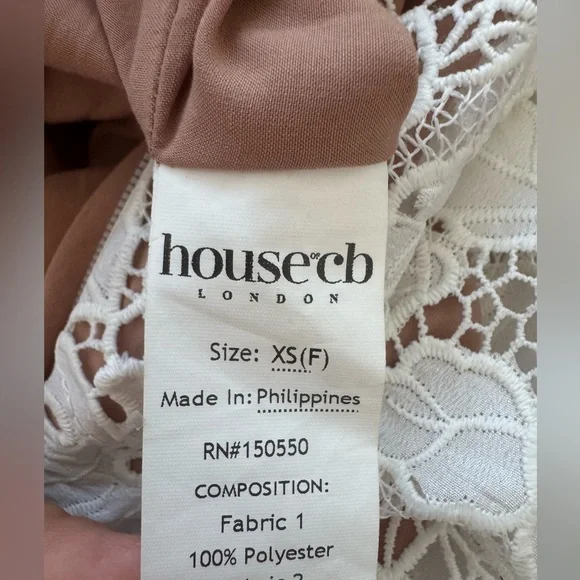 house of cb
LONDON
Size: XS(F)
Made In: Philippines
RN#150550
COMPOSITION:
Fabric 1
100% Polyester